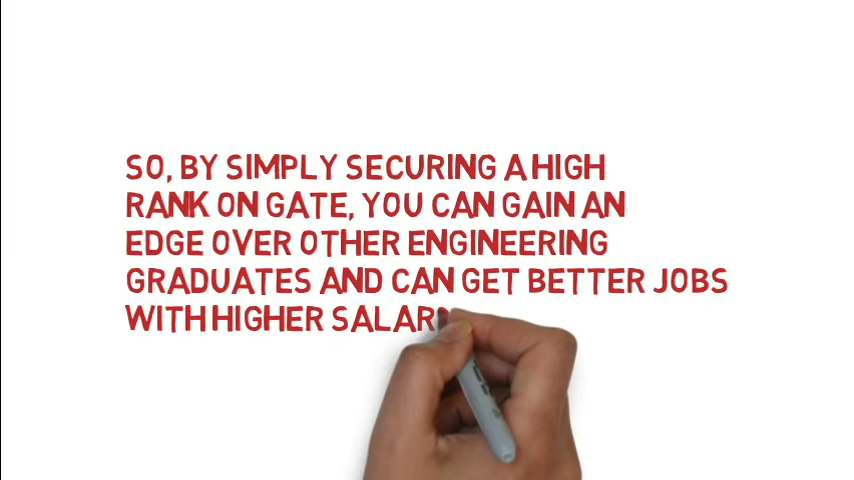 SO, BY SIMPLY SECURING A HIGH
RANK ON GATE, YOU CAN GAIN AN
EDGE OVER OTHER ENGINEERING
GRADUATES AND CAN GET BETTER JOBS
WITH HIGHER SALAR